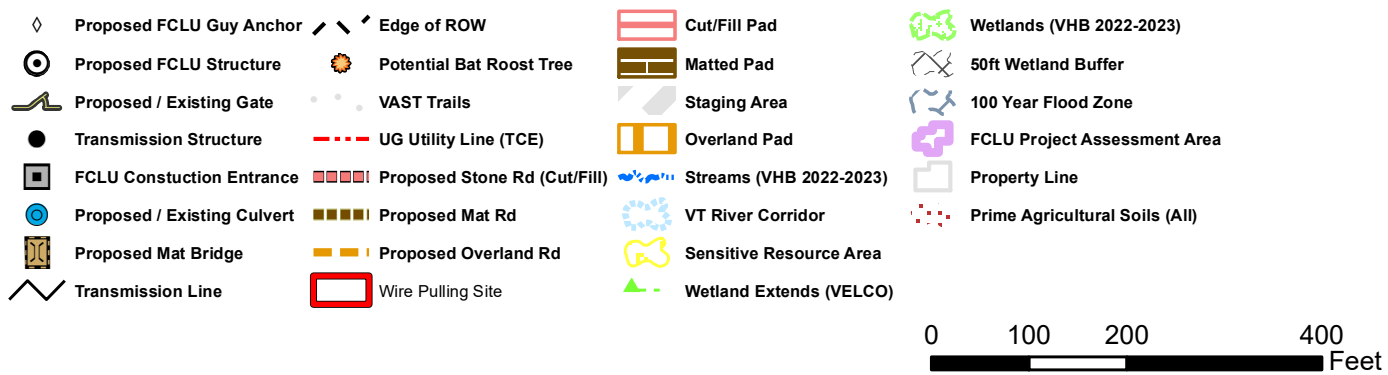 Proposed FCLU Guy Anchor
Proposed FCLU Structure
Proposed / Existing Gate
Transmission Structure
FCLU Constuction Entrance
Proposed / Existing Culvert
Proposed Mat Bridge
Transmission Line
Edge of ROW
Potential Bat Roost Tree
VAST Trails
UG Utility Line (TCE)
Proposed Stone Rd (Cut/Fill)
Proposed Mat Rd
Proposed Overland Rd
Wire Pulling Site
Cut/Fill Pad
Matted Pad
Staging Area
Overland Pad
Streams (VHB 2022-2023)
VT River Corridor
Sensitive Resource Area
Wetland Extends (VELCO)
Wetlands (VHB 2022-2023)
50ft Wetland Buffer
100 Year Flood Zone
FCLU Project Assessment Area
Property Line
Prime Agricultural Soils (All)
0 100 200 400
Feet